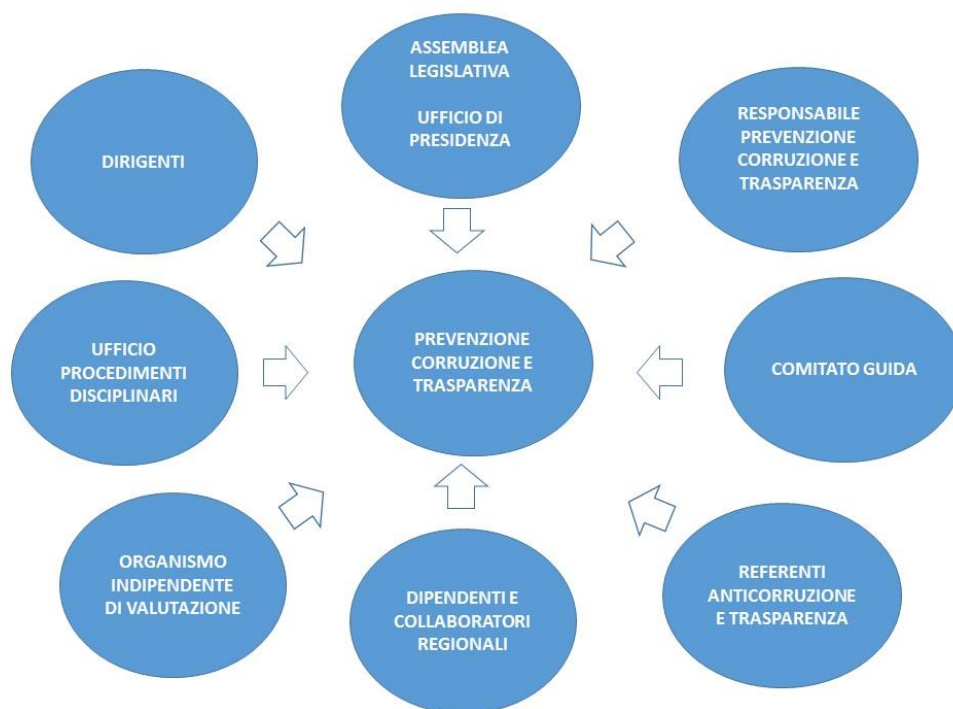 ASSEMBLEA
LEGISLATIVA
UFFICIO DI
PRESIDENZA
DIRIGENTI
RESPONSABILE
PREVENZIONE
CORRUZIONE E
TRASPARENZA
UFFICIO
PROCEDIMENTI
DISCIPLINARI
PREVENZIONE
CORRUZIONE E
TRASPARENZA
COMITATO GUIDA
ORGANISMO
INDIPENDENTE
DI VALUTAZIONE
DIPENDENTI E
COLLABORATORI
REGIONALI
REFERENTI
ANTICORRUZIONE
E TRASPARENZA